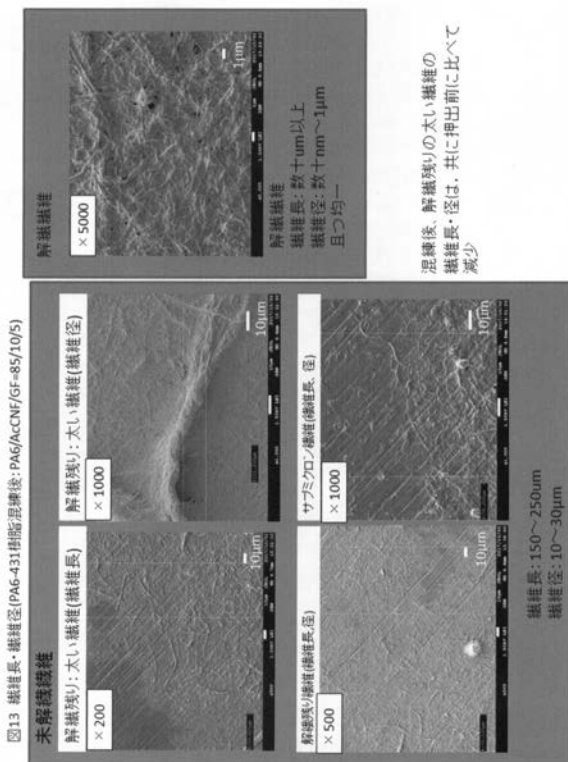 図13 繊維長・繊維径(PA6-431樹脂混練後:PA6/AcCNF/GF=85/10/5)
未解繊繊維
解繊残り:太い繊維(繊維長)
×200
10μm
解繊残り:太い繊維(繊維径)
×1000
10μm
解繊残り繊維(繊維長,径)
×500
10μm
サブミクロン繊維(繊維長、径)
×1000
10μm
繊維長:150~250um
繊維径:10~30μm
解繊繊維
×5000
1μm
解繊繊維
繊維長:数十um以上
繊維径:数十nm~1μm
且つ均一
混練後、解繊残りの太い繊維の
繊維長・径は、共に押出前に比べて
減少